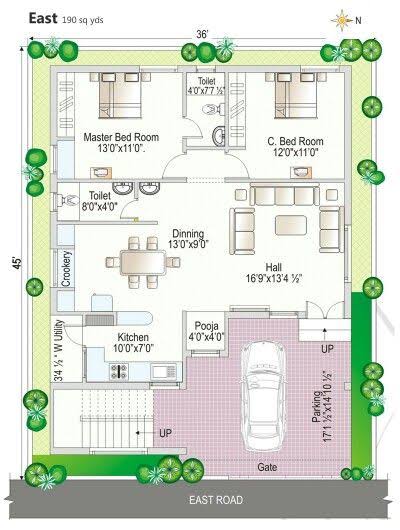 East 190 sq yds
N
36'
Toilet
4'0"x7'7 ½"
Master Bed Room
13'0"x11'0".
C. Bed Room
12'0"x11'0"
Toilet
8'0"x4'0"
Dinning
13'0"x9'0"
45'
Crookery
Hall
16'9"x13'4 ½"
3'4 ½" W Utility
Kitchen
10'0"x7'0"
Pooja
4'0"x4'0"
UP
Parking
17'1 ½"x14'10 ½"
UP
Gate
EAST ROAD